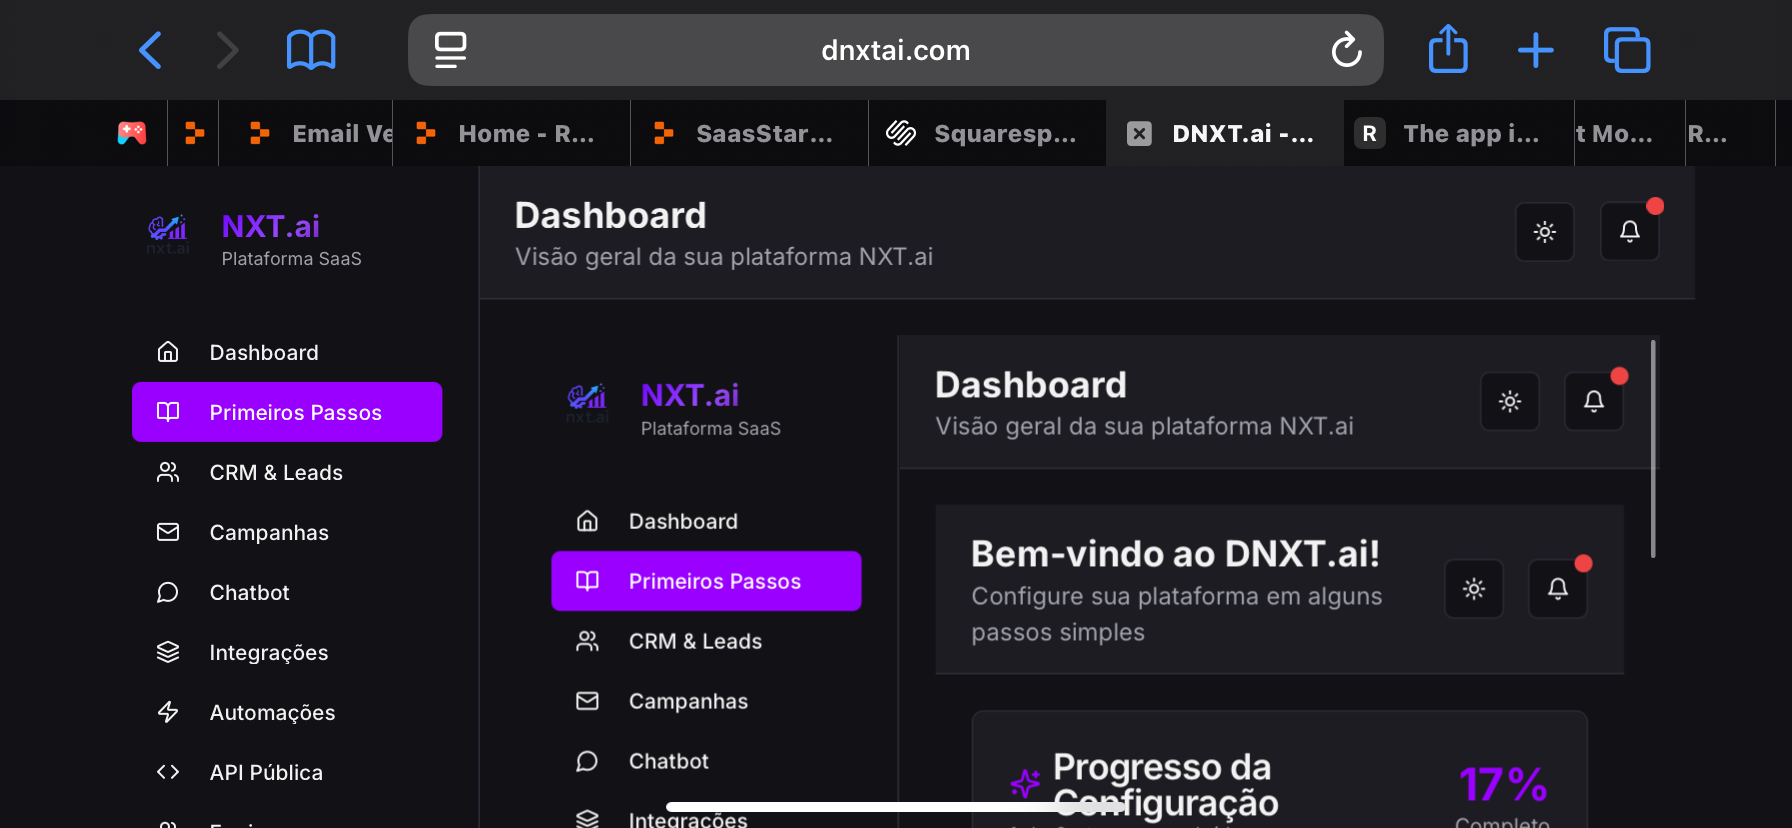 dnxtai.com
Email Ve
Home - R...
SaasStar...
Squaresp...
DNXT.ai -...
R
The app i...
t Mo...
R...
nxt.ai
NXT.ai
Plataforma SaaS
Dashboard
Primeiros Passos
CRM & Leads
Campanhas
Chatbot
Integrações
Automações
API Pública
Dashboard
Visão geral da sua plataforma NXT.ai
nxt.ai
NXT.ai
Plataforma SaaS
Dashboard
Primeiros Passos
CRM & Leads
Campanhas
Chatbot
Integrações
Dashboard
Visão geral da sua plataforma NXT.ai
Bem-vindo ao DNXT.ai!
Configure sua plataforma em alguns
passos simples
Progresso da
Configuração
17%
Completo